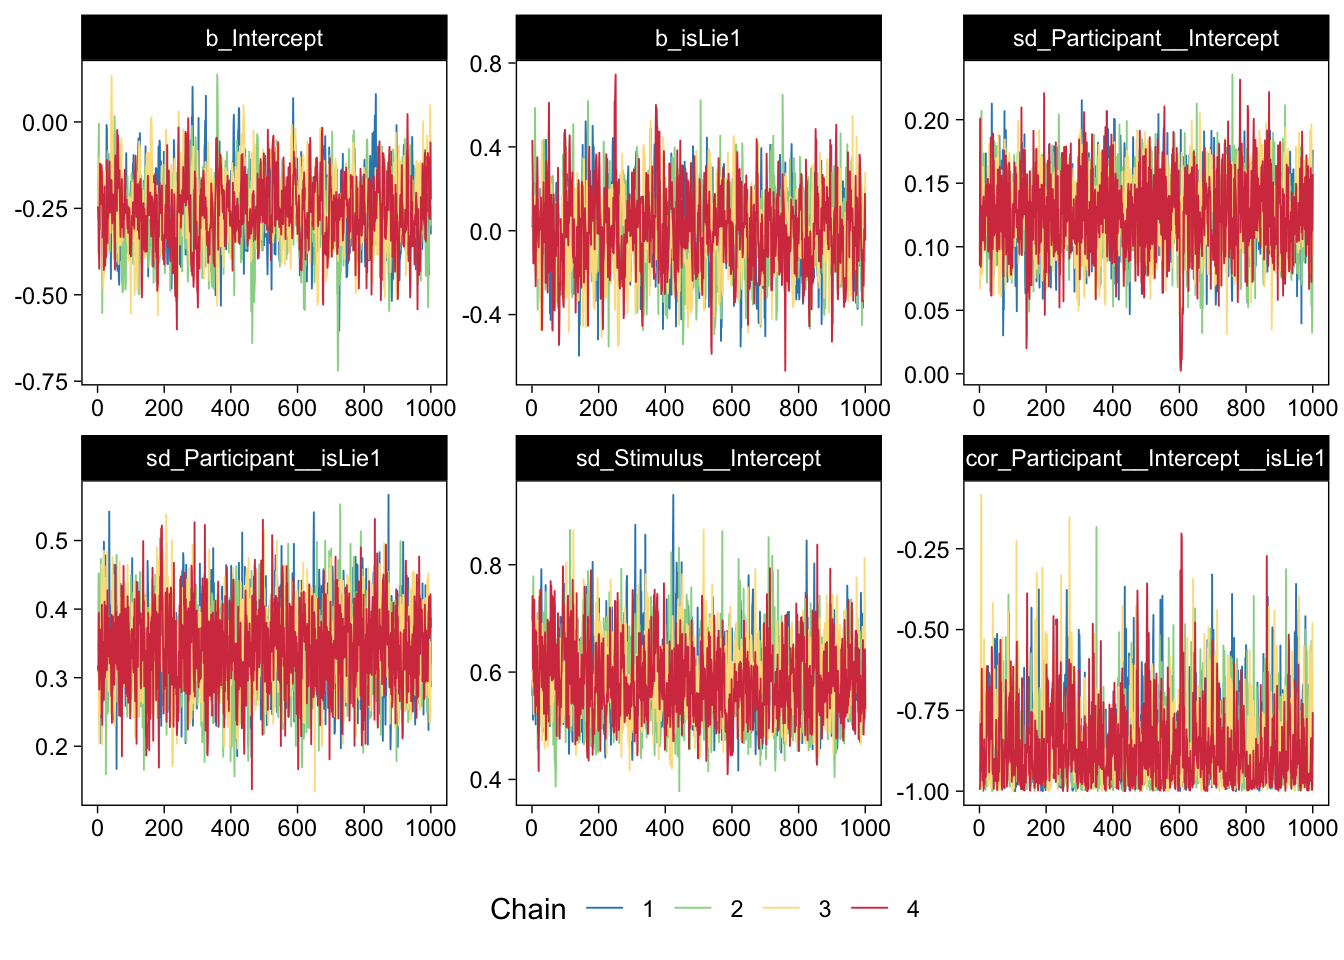 b_Intercept
b_isLie1
sd_Participant__Intercept
0.00
-0.25
-0.50
-0.75
0.8
0.4
0.0
-0.4
0.20
0.15
0.10
0.05
0.00
0 200 400 600 800 1000
0 200 400 600 800 1000
0 200 400 600 800 1000
sd_Participant__isLie1
sd_Stimulus__Intercept
cor_Participant__Intercept__isLie1
0.5
0.4
0.3
0.2
0.8
0.6
0.4
-0.25
-0.50
-0.75
-1.00
0 200 400 600 800 1000
0 200 400 600 800 1000
0 200 400 600 800 1000
Chain 1 2 3 4